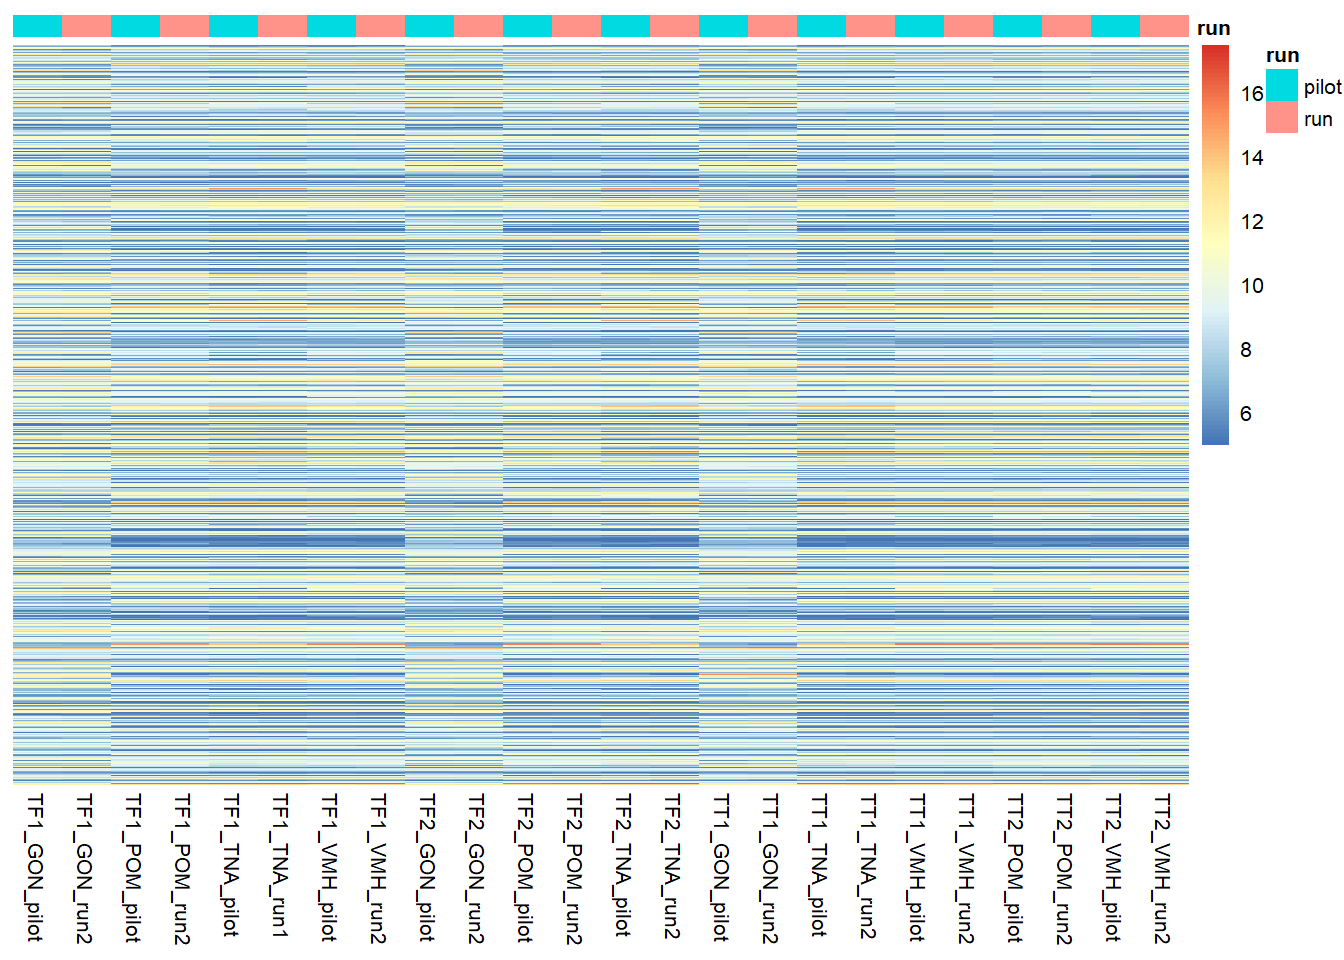 run
16
14
12
10
8
6
run
pilot
run
TF1_GON_pilot
TF1_GON_run2
TF1_POM_pilot
TF1_POM_run2
TF1_TNA_pilot
TF1_TNA_run1
TF1_VMH_pilot
TF1_VMH_run2
TF2_GON_pilot
TF2_GON_run2
TF2_POM_pilot
TF2_POM_run2
TF2_TNA_pilot
TF2_TNA_run2
TT1_GON_pilot
TT1_GON_run2
TT1_TNA_pilot
TT1_TNA_run2
TT1_VMH_pilot
TT1_VMH_run2
TT2_POM_pilot
TT2_POM_run2
TT2_VMH_pilot
TT2_VMH_run2